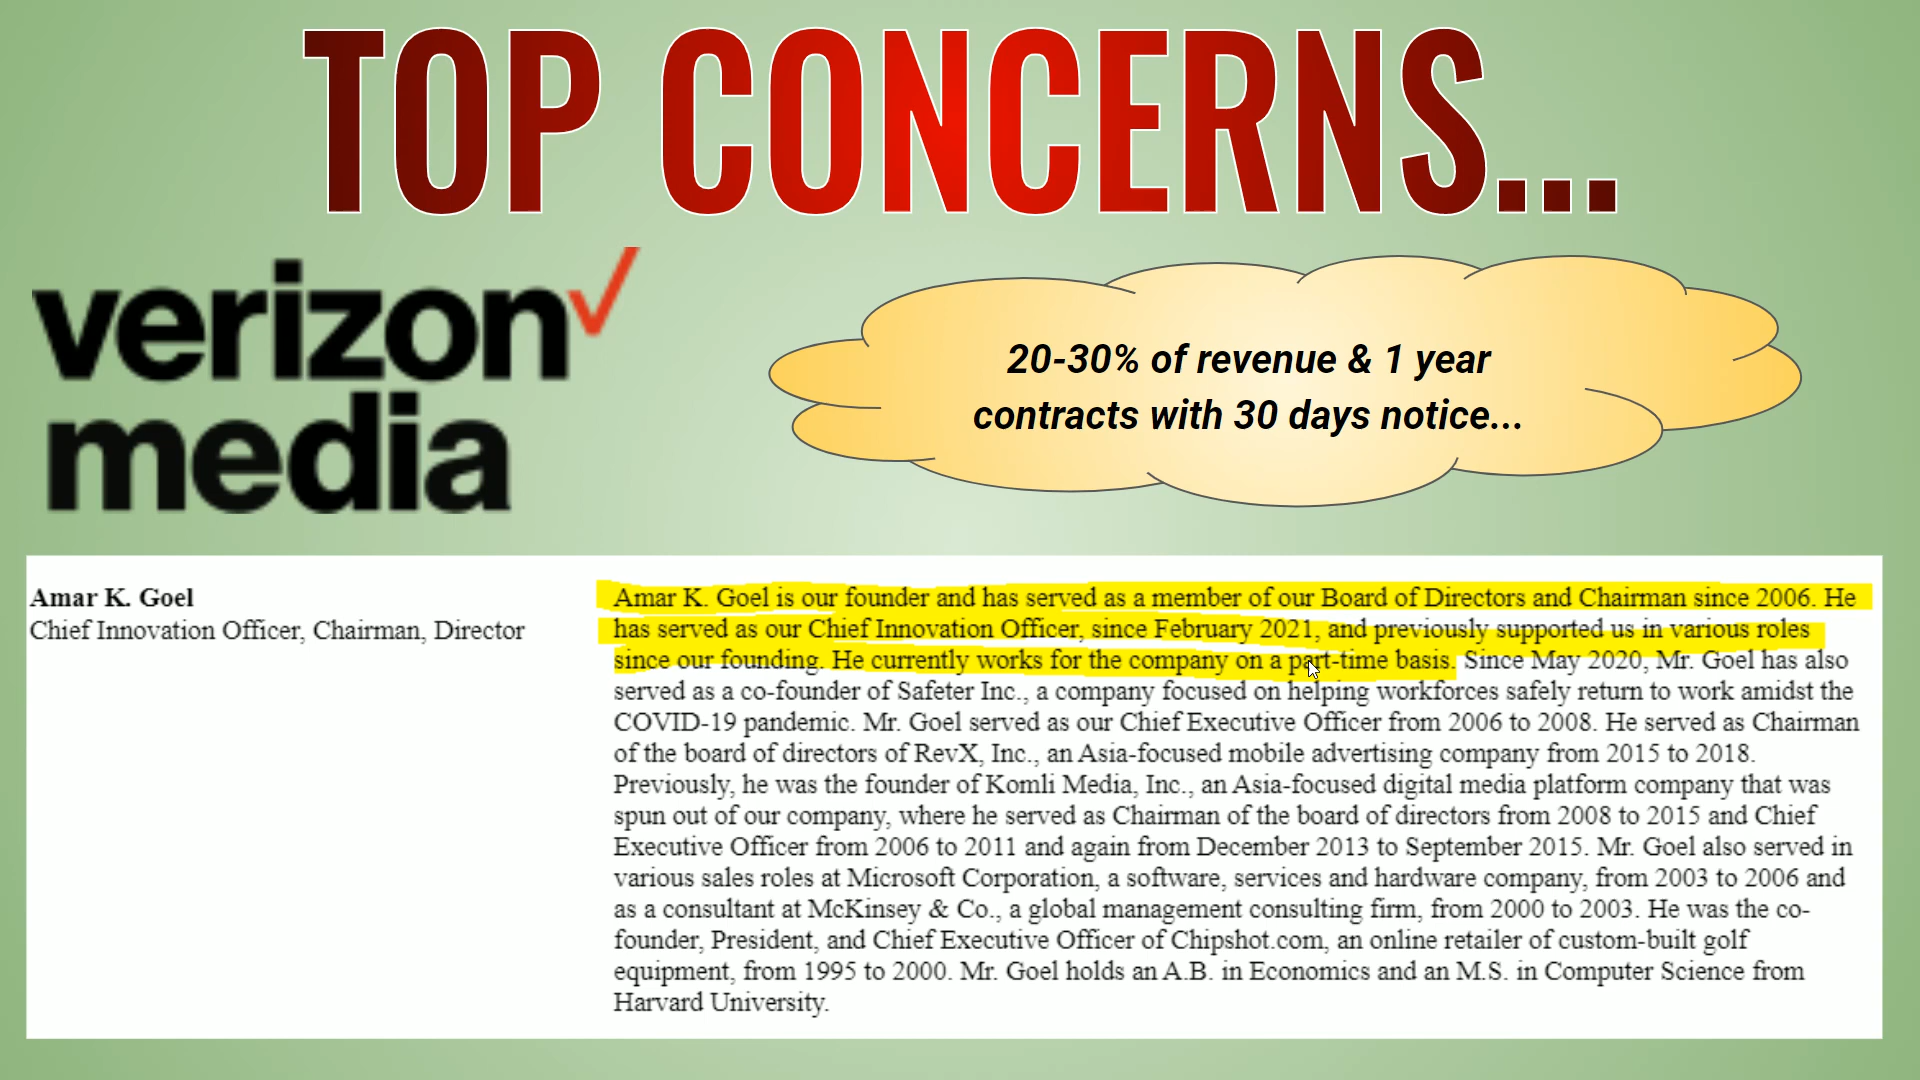 TOP CONCERNS...
verizon
media
20-30% of revenue & 1 year
contracts with 30 days notice...
Amar K. Goel
Chief Innovation Officer, Chairman, Director
Amar K. Goel is our founder and has served as a member of our Board of Directors and Chairman since 2006. He
has served as our Chief Innovation Officer, since February 2021, and previously supported us in various roles
since our founding. He currently works for the company on a part-time basis. Since May 2020, Mr. Goel has also
served as a co-founder of Safeter Inc., a company focused on helping workforces safely return to work amidst the
COVID-19 pandemic. Mr. Goel served as our Chief Executive Officer from 2006 to 2008. He served as Chairman
of the board of directors of RevX, Inc., an Asia-focused mobile advertising company from 2015 to 2018.
Previously, he was the founder of Komli Media, Inc., an Asia-focused digital media platform company that was
spun out of our company, where he served as Chairman of the board of directors from 2008 to 2015 and Chief
Executive Officer from 2006 to 2011 and again from December 2013 to September 2015. Mr. Goel also served in
various sales roles at Microsoft Corporation, a software, services and hardware company, from 2003 to 2006 and
as a consultant at McKinsey & Co., a global management consulting firm, from 2000 to 2003. He was the co-
founder, President, and Chief Executive Officer of Chipshot.com, an online retailer of custom-built golf
equipment, from 1995 to 2000. Mr. Goel holds an A.B. in Economics and an M.S. in Computer Science from
Harvard University.